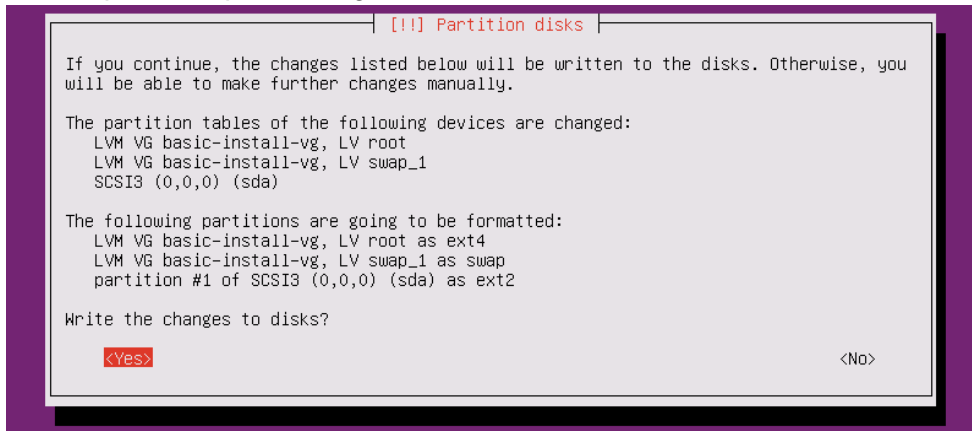 [!!] Partition disks
If you continue, the changes listed below will be written to the disks. Otherwise, you
will be able to make further changes manually.
The partition tables of the following devices are changed:
LVM VG basic-install-vg, LV root
LVM VG basic-install-vg, LV swap_1
SCSI3 (0,0,0) (sda)
The following partitions are going to be formatted:
LVM VG basic-install-vg, LV root as ext4
LVM VG basic-install-vg, LV swap_1 as swap
partition #1 of SCSI3 (0,0,0) (sda) as ext2
Write the changes to disks?
<Yes> <No>